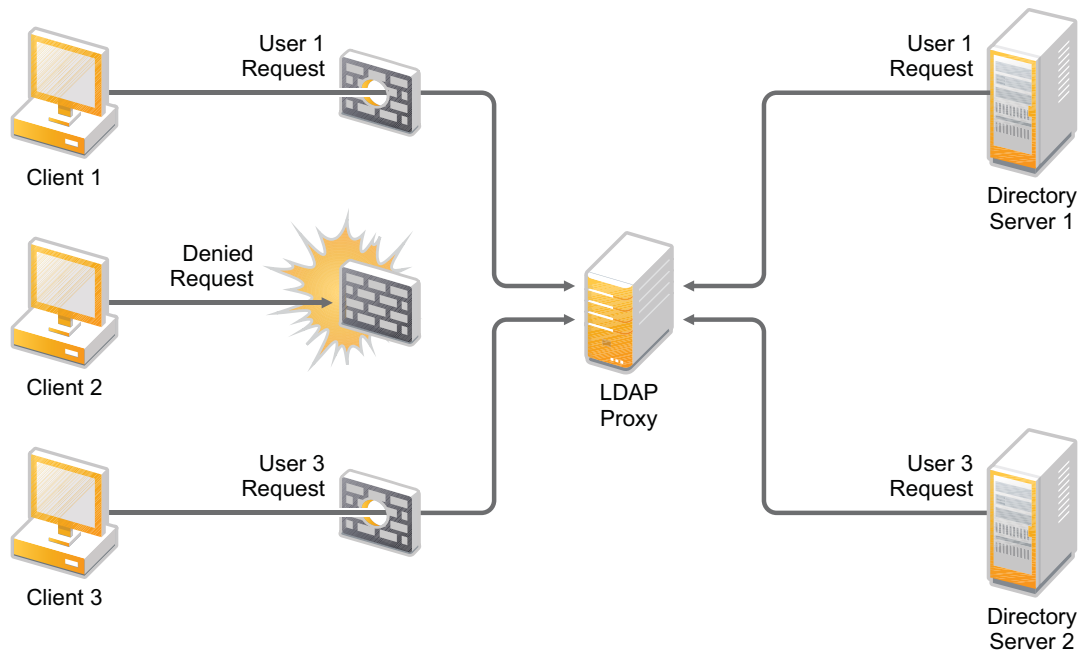 User 1
Request
User 1
Request
Client 1
Directory
Server 1
Denied
Request
Client 2
LDAP
Proxy
User 3
Request
User 3
Request
Client 3
Directory
Server 2